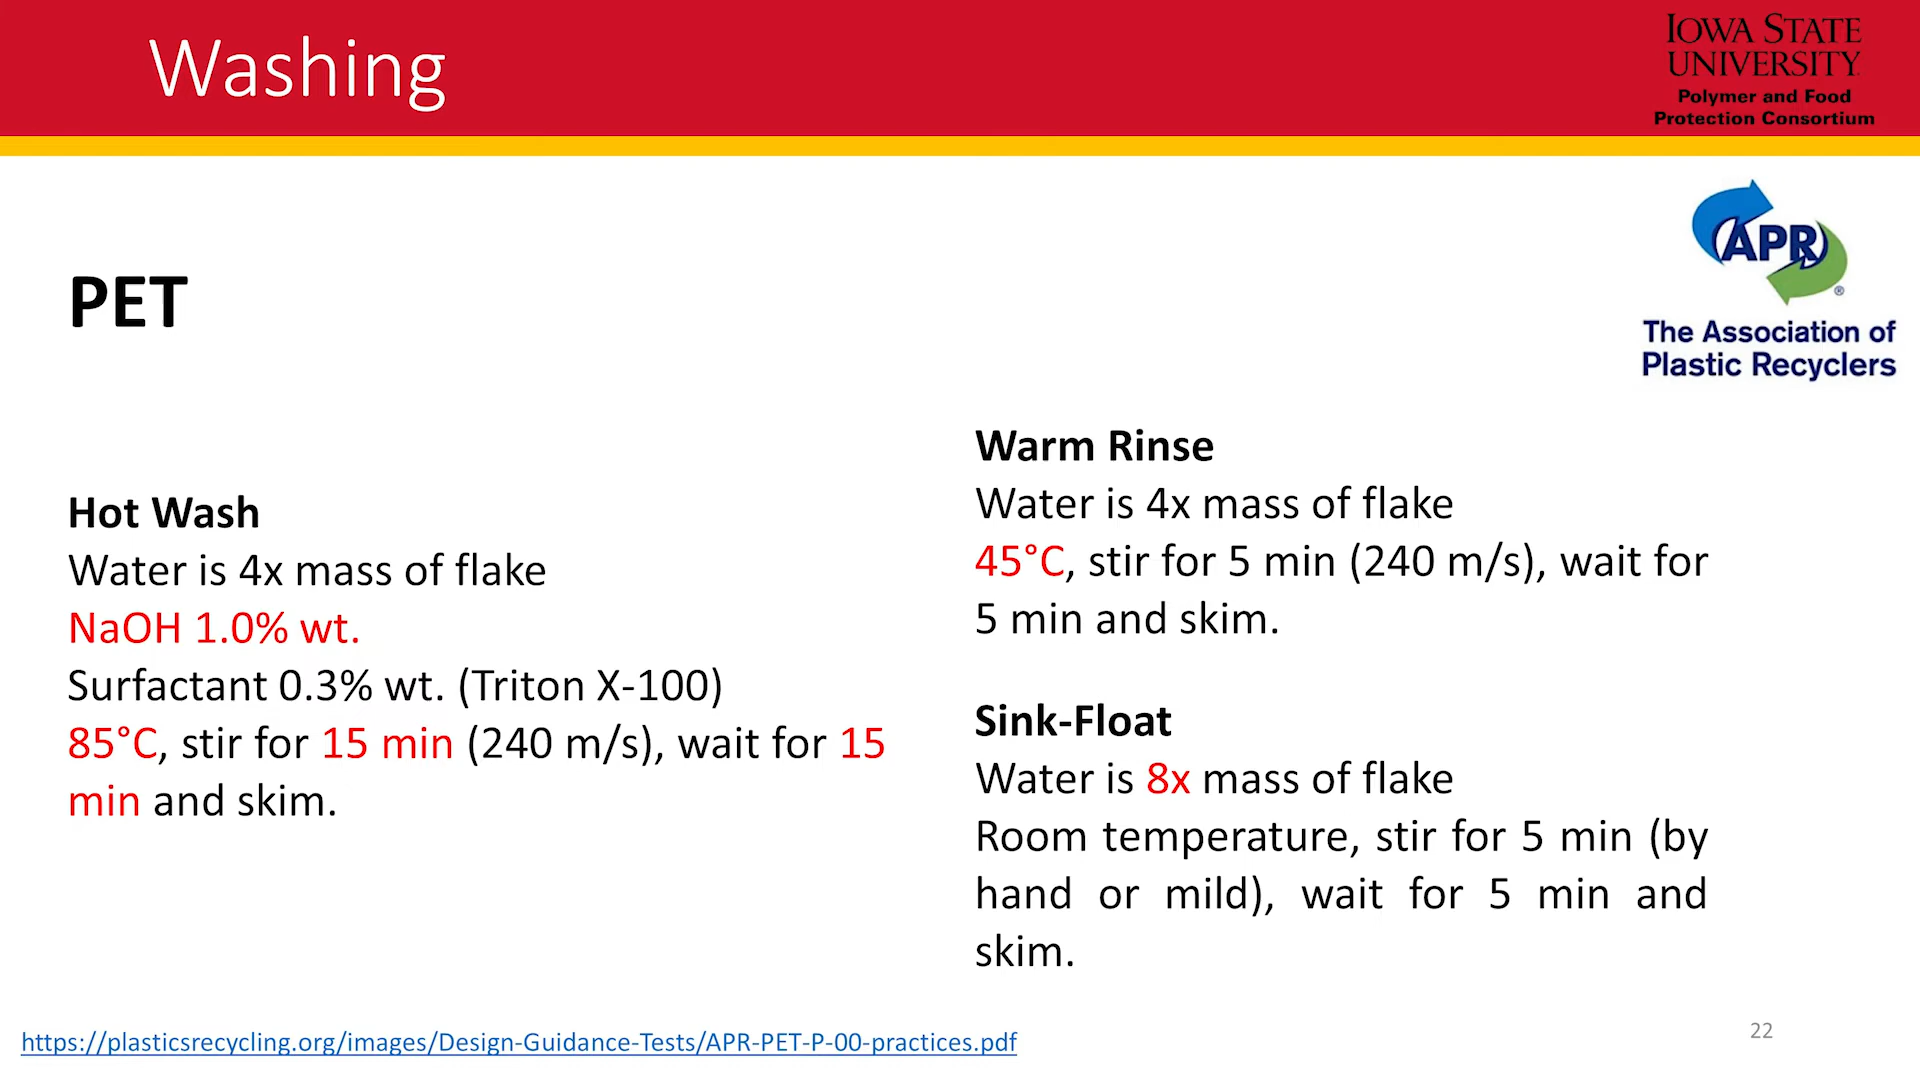 Washing
IOWA STATE
UNIVERSITY
Polymer and Food
Protection Consortium
APR
®
The Association of
Plastic Recyclers
PET
Hot Wash
Water is 4x mass of flake
NaOH 1.0% wt.
Surfactant 0.3% wt. (Triton X-100)
85°C, stir for 15 min (240 m/s), wait for 15
min and skim.
Warm Rinse
Water is 4x mass of flake
45°C, stir for 5 min (240 m/s), wait for
5 min and skim.
Sink-Float
Water is 8x mass of flake
Room temperature, stir for 5 min (by
hand or mild), wait for 5 min and
skim.
https://plasticsrecycling.org/images/Design-Guidance-Tests/APR-PET-P-00-practices.pdf
22